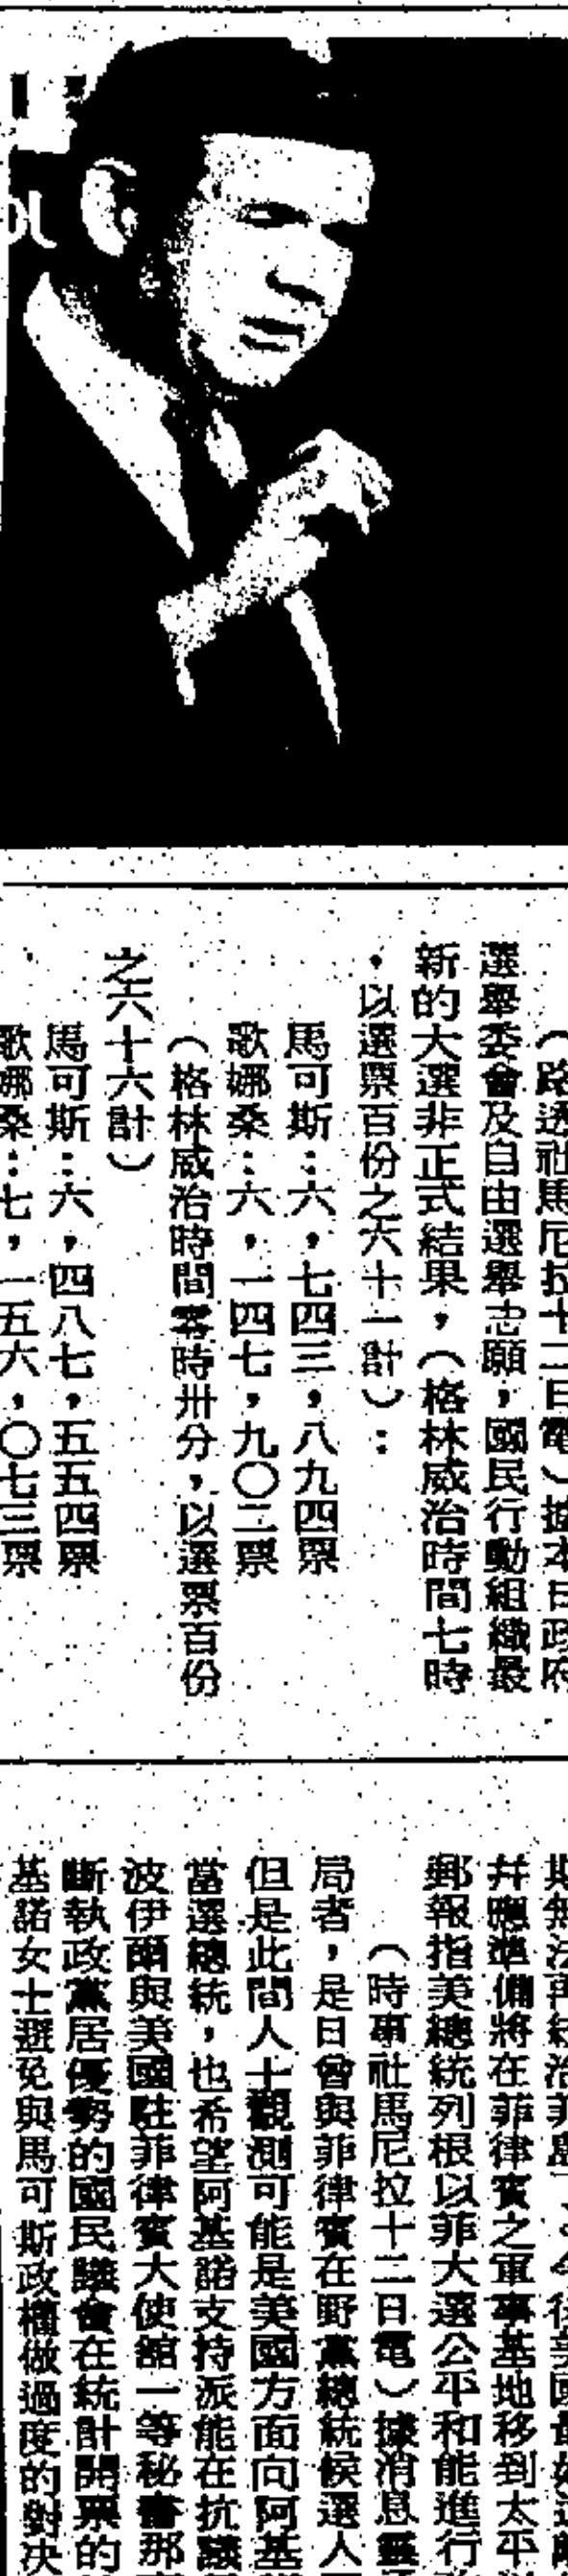 （路透社馬尼拉十二日電）據本日政府
選舉委會及自由選舉志願，國民行動組織最
新的大選非正式結果，（格林威治時間七時
，以選票百份之六十一計）：
馬可斯：六，七四三，八九四票
歌娜桑：六，一四七，九〇二票
（格林威治時間零時卅分，以選票百份
之六十六計）
馬可斯：六，四八七，五五四票
歌娜桑：七，一五六，〇七三票
斯無法再統治菲島
并應準備將在菲律賓之軍事基地移到太平
郵報指美總統列根以菲大選公平和能進行
（時事社馬尼拉十二日電）據消息靈
局者，是日曾與菲律賓在野黨總統候選人
但是此間人士觀測可能是美國方面向阿基
當選總統，也希望阿基諾支持派能在抗議
波伊爾與美國駐菲律賓大使舘一等秘書那
斷執政黨居優勢的國民議會在統計開票的
基諾女士避免與馬可斯政權做過度的對決